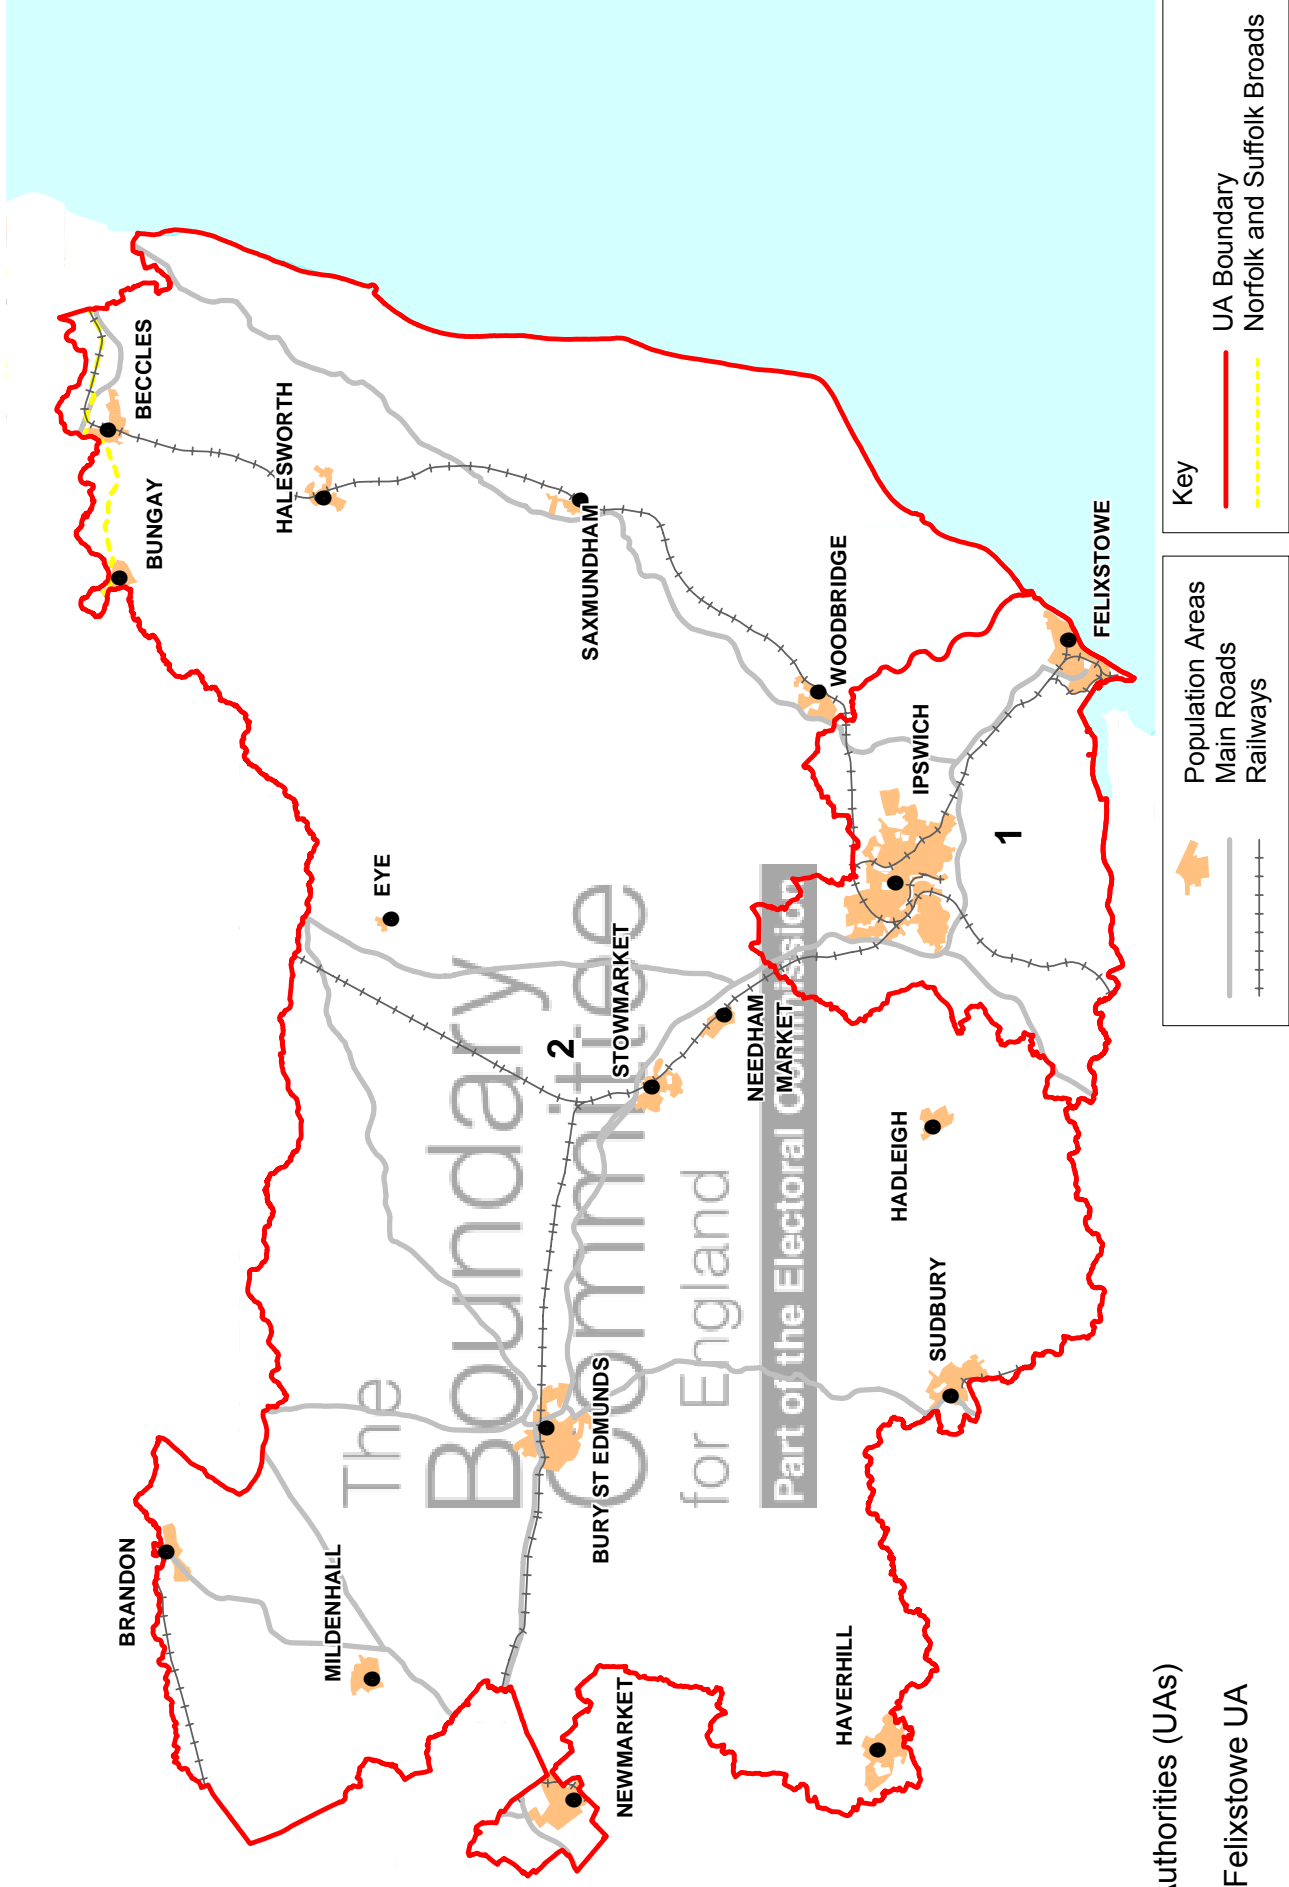 BRANDON
MILDENHALL
NEWMARKET
HAVERHILL
BURY ST EDMUNDS
SUDBURY
HADLEIGH
STOWMARKET
NEEDHAM
MARKET
EYE
2
1
IPSWICH
WOODBRIDGE
FELIXSTOWE
SAXMUNDHAM
HALESWORTH
BUNGAY
BECCLES
The
Boundary
Committee
for England
Part of the Electoral Commission
Authorities (UAs)
Felixstowe UA
Population Areas
Main Roads
Railways
Key
UA Boundary
Norfolk and Suffolk Broads